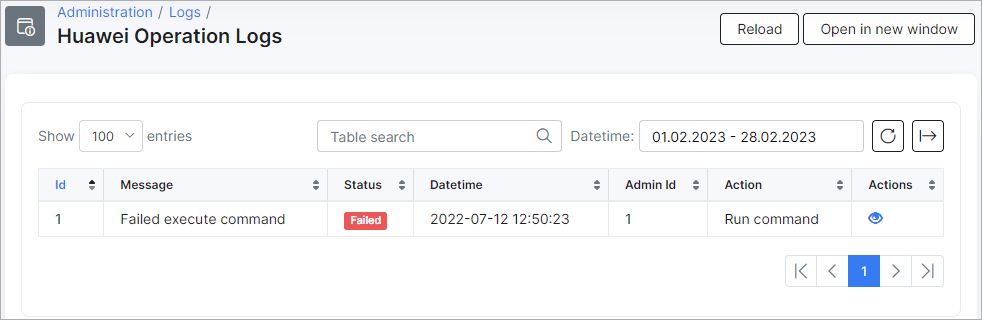 Administration / Logs /
Huawei Operation Logs
Reload
Open in new window
Show 100 entries
Table search
Datetime: 01.02.2023 - 28.02.2023
Id Message Status Datetime Admin Id Action Actions
1 Failed execute command Failed 2022-07-12 12:50:23 1 Run command
1